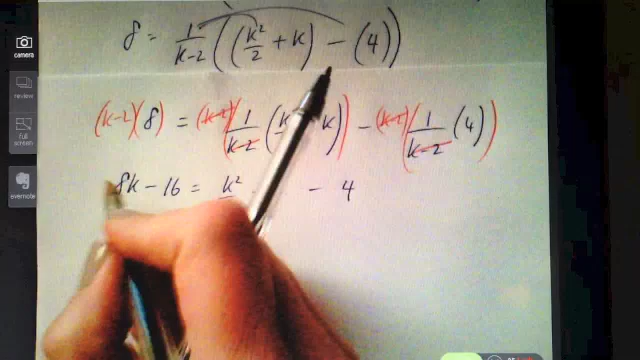 8 = 1/(k-2) ((k²/2 + k) - (4))
(k-2)(8) = (k-2)(1/(k-2) (k k)) - (k-2)(1/(k-2) (4))
8k - 16 = k² - 4
camera
review
Full screen
evernote